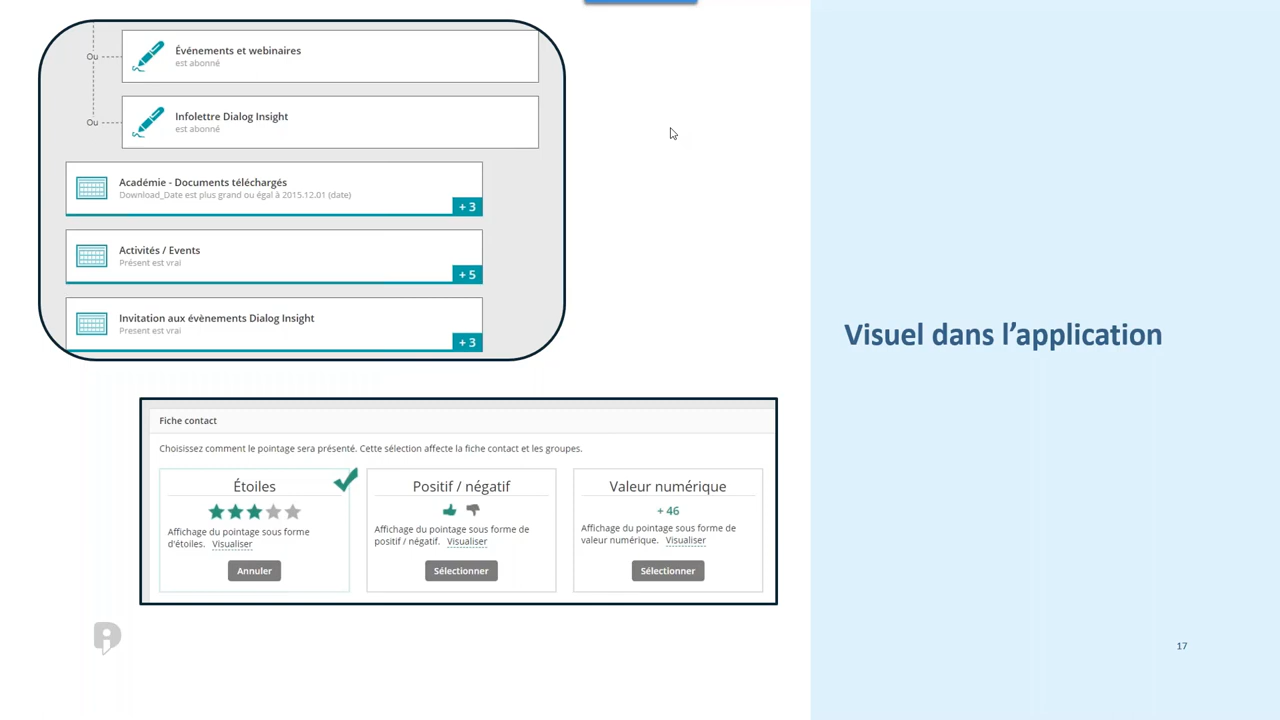 Ou
Événements et webinaires
est abonné
Ou
Infolettre Dialog Insight
est abonné
Académie - Documents téléchargés
Download_Date est plus grand ou égal à 2015.12.01 (date)
+ 3
Activités / Events
Présent est vrai
+ 5
Invitation aux évènements Dialog Insight
Present est vrai
+ 3
Visuel dans l’application
Fiche contact
Choisissez comment le pointage sera présenté. Cette sélection affecte la fiche contact et les groupes.
Étoiles
Affichage du pointage sous forme
d'étoiles. Visualiser
Annuler
Positif / négatif
Affichage du pointage sous forme de
positif / négatif. Visualiser
Sélectionner
Valeur numérique
+ 46
Affichage du pointage sous forme de
valeur numérique. Visualiser
Sélectionner
17